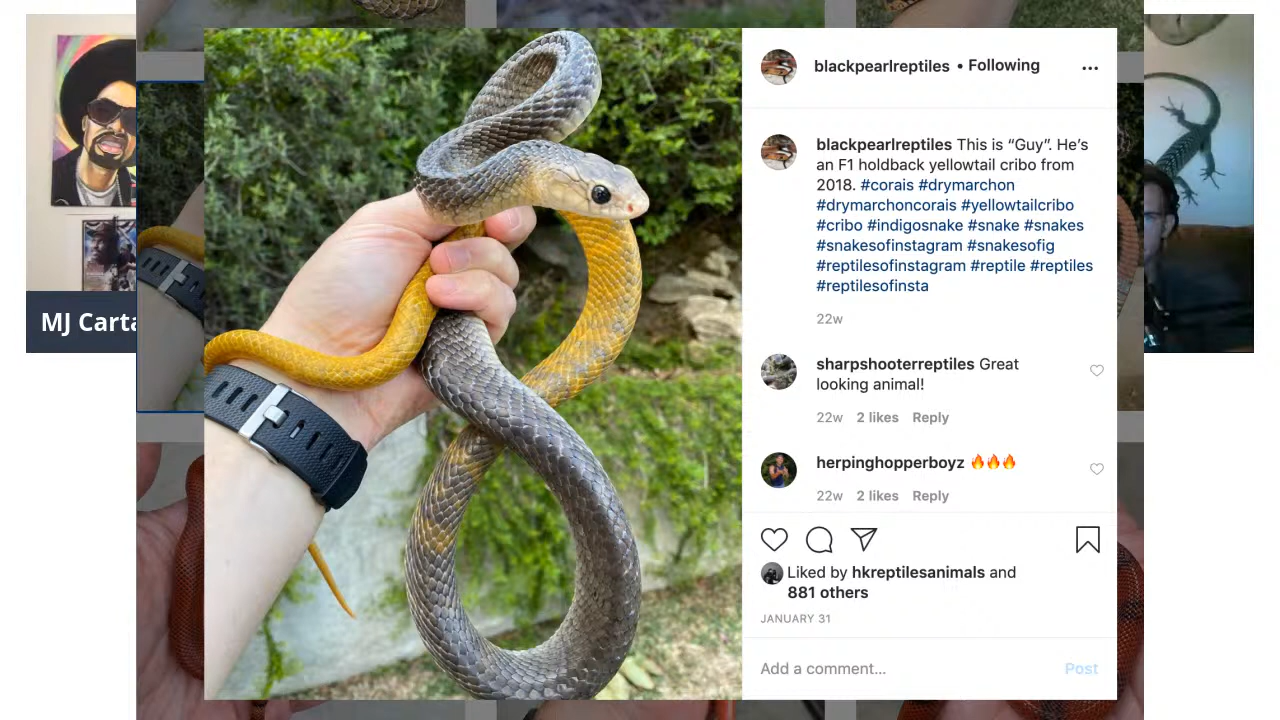 MJ Carta
blackpearlreptiles • Following
blackpearlreptiles This is “Guy”. He’s
an F1 holdback yellowtail cribo from
2018. #corais #drymarchon
#drymarchoncorais #yellowtailcribo
#cribo #indigosnake #snake #snakes
#snakesofinstagram #snakesofig
#reptilesofinstagram #reptile #reptiles
#reptilesofinsta
22w
sharpshooterreptiles Great
looking animal!
22w 2 likes Reply
herpinghopperboyz 🔥🔥🔥
22w 2 likes Reply
Liked by hkreptilesanimals and
881 others
JANUARY 31
Add a comment... Post